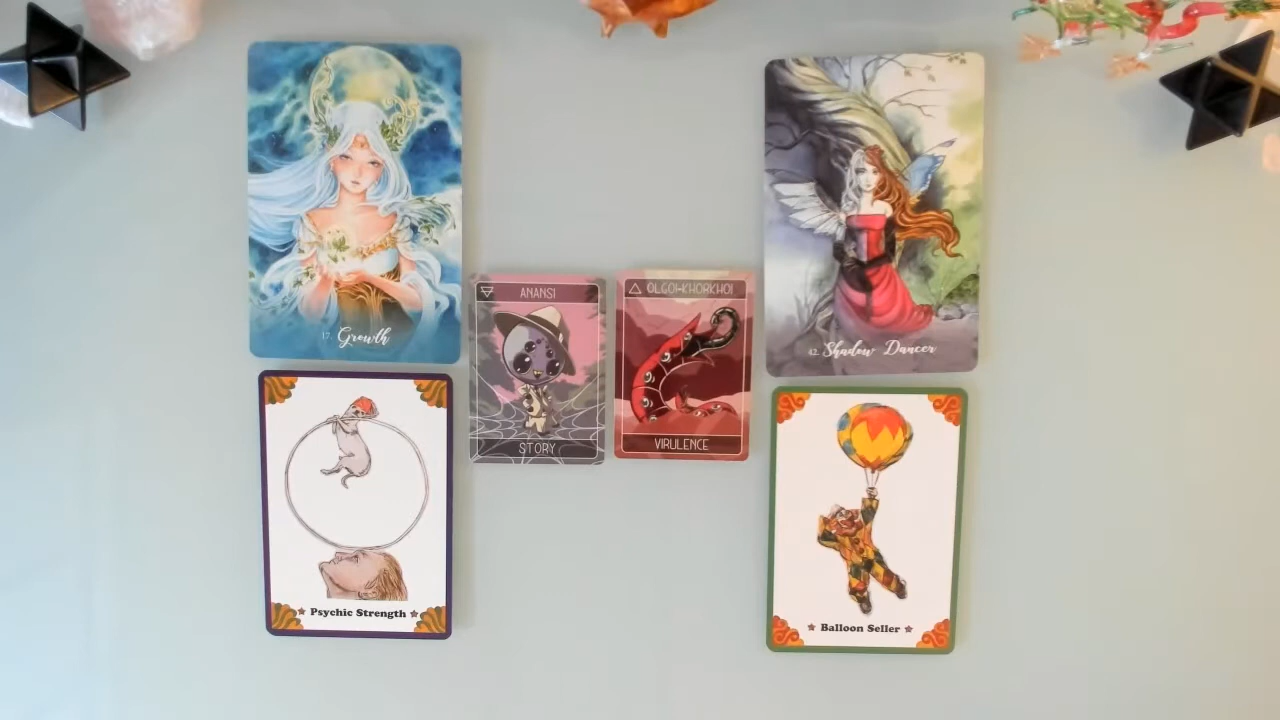 17. Growth
42. Shadow Dancer
ANANSI
STORY
OLGOI-KHORKHOI
VIRULENCE
Psychic Strength
Balloon Seller